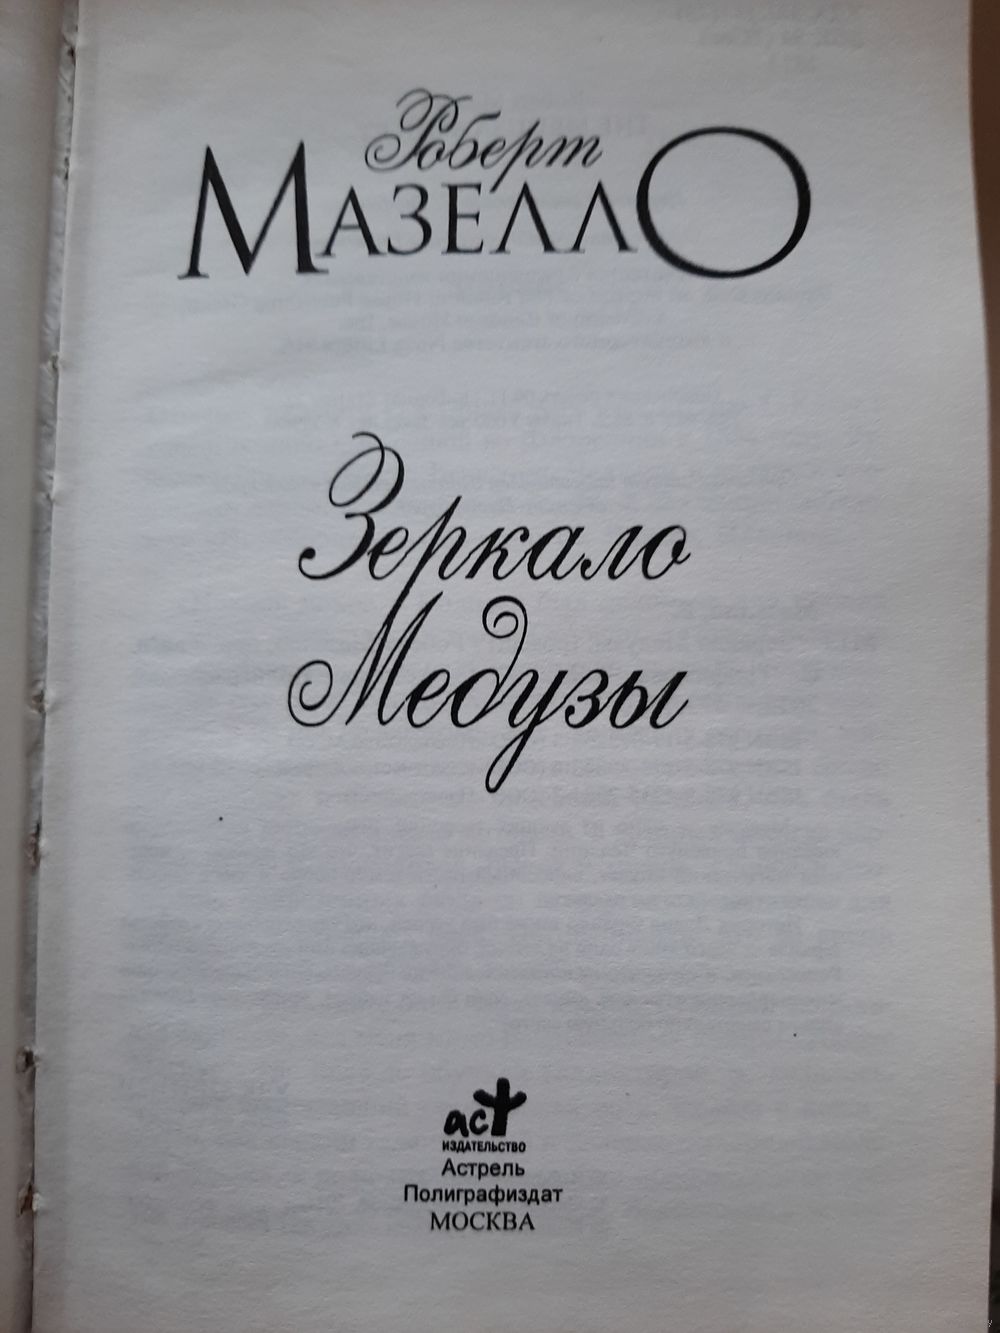 Роберт
МАЗЕЛЛО
Зеркало
Медузы
аст
ИЗДАТЕЛЬСТВО
Астрель
Полиграфиздат
МОСКВА